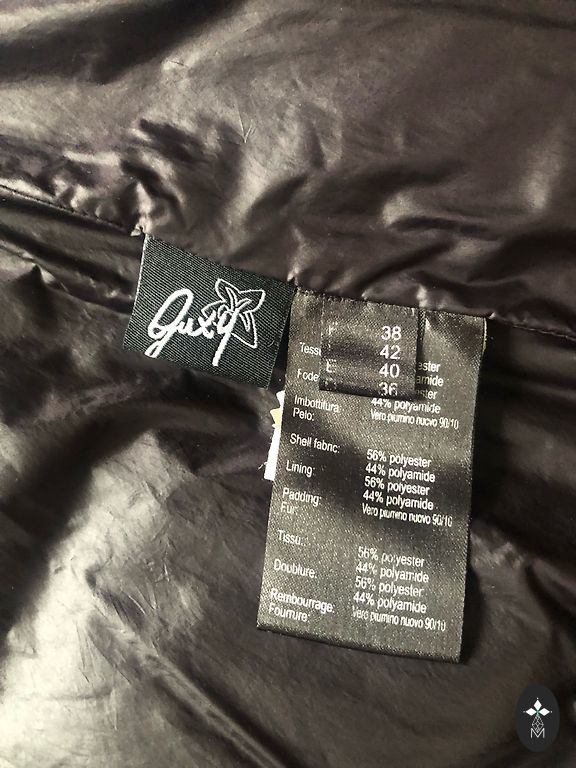 guxy
38
42
E 40
36
Tessu ester
Fode amide
ester
Imbottitura 44% polyamide
Pelo: Vero piumino nuovo 90/10
Shell fabric: 56% polyester
44% polyamide
Lining: 56% polyester
44% polyamide
Padding: Vero piumino nuovo 90/10
Fur:
Tissu: 56% polyester
44% polyamide
Doublure: 56% polyester
44% polyamide
Rembourrage: Vero piumino nuovo 90/10
Fourrure:
M